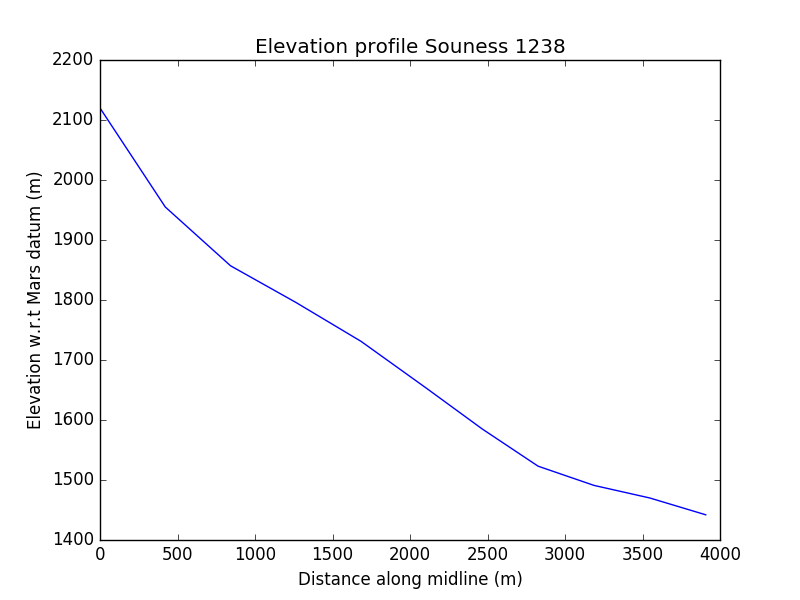 Elevation profile Souness 1238
2200
2100
2000
1900
1800
1700
1600
1500
1400
Elevation w.r.t Mars datum (m)
0 500 1000 1500 2000 2500 3000 3500 4000
Distance along midline (m)